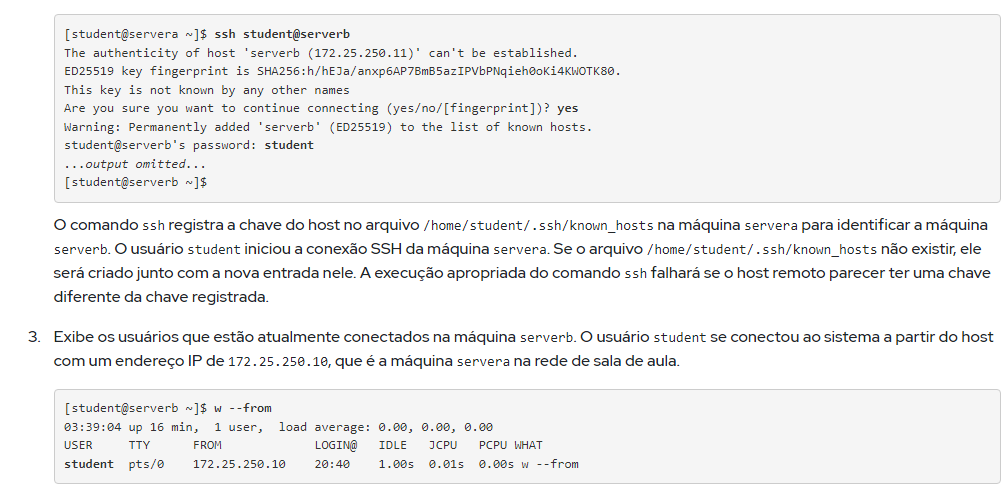 [student@servera ~]$ ssh student@serverb
The authenticity of host 'serverb (172.25.250.11)' can't be established.
ED25519 key fingerprint is SHA256:h/hEJa/anxp6AP7BmB5azIPVbPNqieh0oKi4KWOTK80.
This key is not known by any other names
Are you sure you want to continue connecting (yes/no/[fingerprint])? yes
Warning: Permanently added 'serverb' (ED25519) to the list of known hosts.
student@serverb's password: student
...output omitted...
[student@serverb ~]$
O comando ssh registra a chave do host no arquivo /home/student/.ssh/known_hosts na máquina servera para identificar a máquina
serverb. O usuário student iniciou a conexão SSH da máquina servera. Se o arquivo /home/student/.ssh/known_hosts não existir, ele
será criado junto com a nova entrada nele. A execução apropriada do comando ssh falhará se o host remoto parecer ter uma chave
diferente da chave registrada.
3. Exibe os usuários que estão atualmente conectados na máquina serverb. O usuário student se conectou ao sistema a partir do host
com um endereço IP de 172.25.250.10, que é a máquina servera na rede de sala de aula.
[student@serverb ~]$ w --from
03:39:04 up 16 min,  1 user,  load average: 0.00, 0.00, 0.00
USER     TTY      FROM             LOGIN@   IDLE   JCPU   PCPU WHAT
student  pts/0    172.25.250.10    20:40    1.00s  0.01s  0.00s w --from